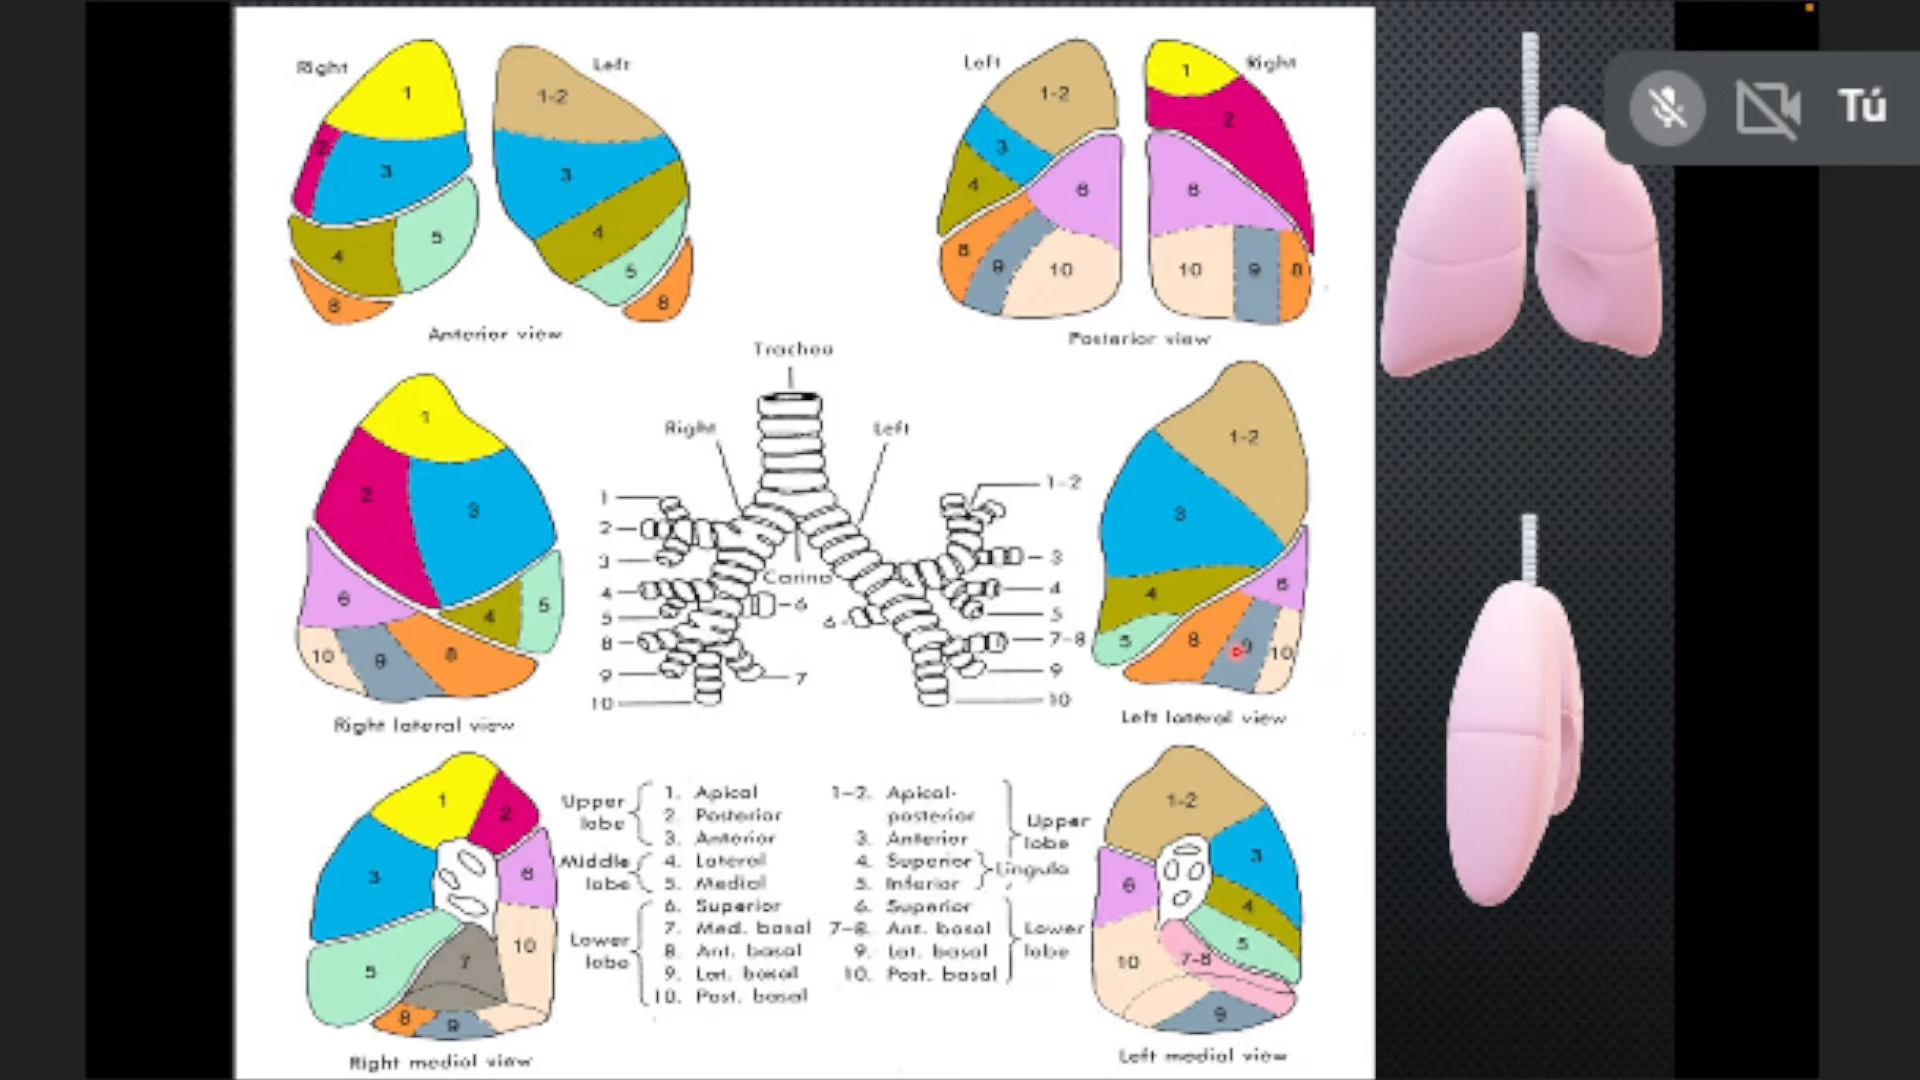 Right
Left
1
2
3
4
5
8
1-2
3
4
5
8
Anterior view
Left
Right
1-2
3
4
6
8
9
10
1
2
6
10
9
8
Posterior view
Tú
Trachea
Right
Left
Carina
1
2
3
4
5
8
9
10
6
7
1-2
3
4
5
6
7-8
9
10
1
2
3
6
4
5
10
9
8
Right lateral view
1-2
3
4
6
5
8
9
10
Left lateral view
1
2
3
6
5
7
10
8
9
Right medial view
Upper lobe
1. Apical
2. Posterior
3. Anterior
Middle lobe
4. Lateral
5. Medial
Lower lobe
6. Superior
7. Med. basal
8. Ant. basal
9. Lat. basal
10. Post. basal
1-2. Apical-
posterior
3. Anterior
Upper lobe
4. Superior
5. Inferior
Lingula
6. Superior
7-8. Ant. basal
9. Lat. basal
10. Post. basal
Lower lobe
1-2
3
6
4
5
10
7-8
9
Left medial view